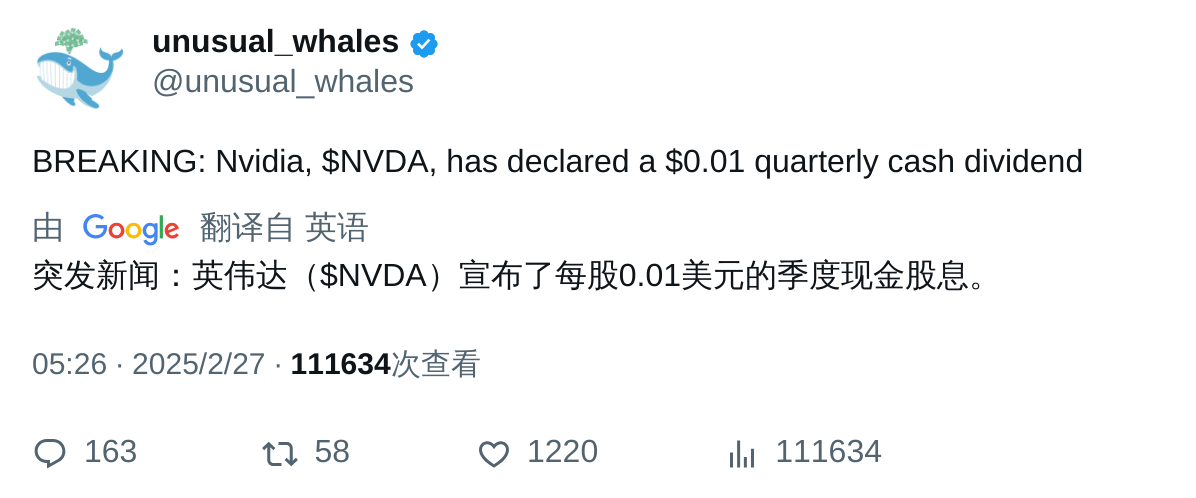 unusual_whales
@unusual_whales
BREAKING: Nvidia, $NVDA, has declared a $0.01 quarterly cash dividend
由 Google 翻译自 英语
突发新闻：英伟达（$NVDA）宣布了每股0.01美元的季度现金股息。
05:26 · 2025/2/27 · 111634次查看
163 58 1220 111634